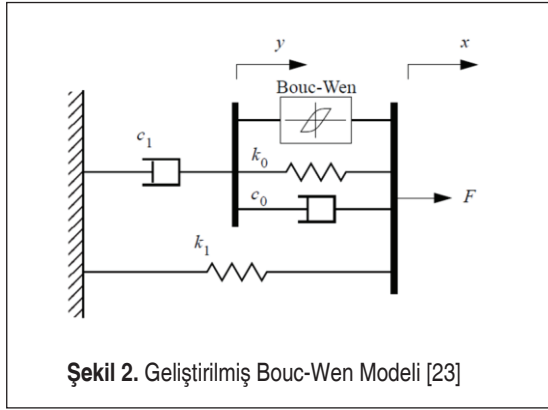 y
x
Bouc-Wen
c1
k0
c0
F
k1
Şekil 2. Geliştirilmiş Bouc-Wen Modeli [23]